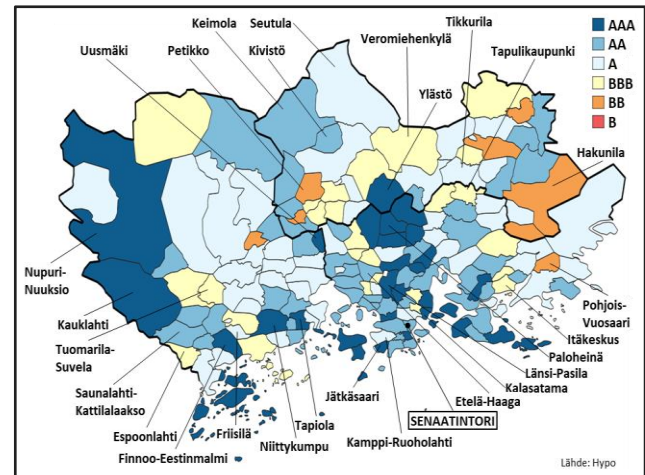 Keimola
Seutula
Tikkurila
Uusmäki
Petikko
Kivistö
Veromiehenkylä
Tapulikaupunki
Ylästö
AAA
AA
A
BBB
BB
B
Hakunila
Nupuri-
Nuuksio
Kauklahti
Tuomarila-
Suvela
Saunalahti-
Kattilalaakso
Espoonlahti
Finnoo-Eestinmalmi
Friisilä
Niittykumpu
Tapiola
Jätkäsaari
Kamppi-Ruoholahti
SENAATINTORI
Etelä-Haaga
Kalasatama
Länsi-Pasila
Paloheinä
Itäkeskus
Pohjois-
Vuosaari
Lähde: Hypo